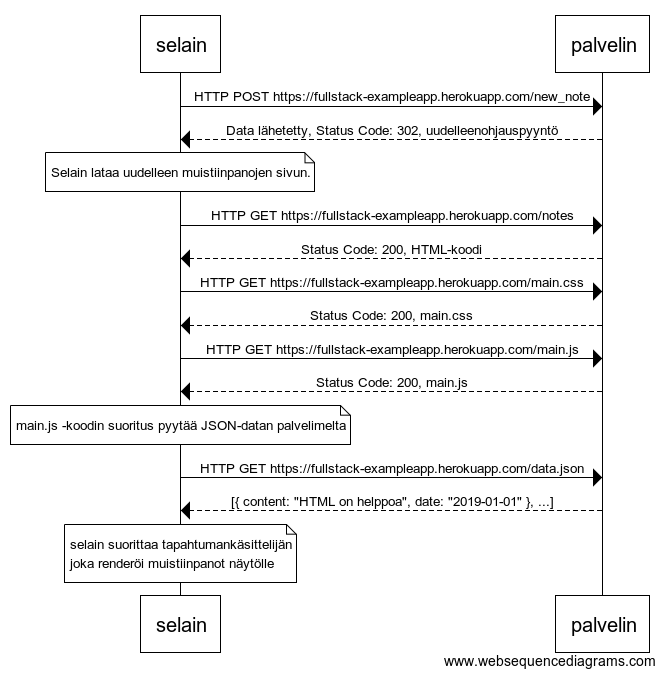 selain palvelin
HTTP POST https://fullstack-exampleapp.herokuapp.com/new_note
Data lähetetty, Status Code: 302, uudelleenohjauspyyntö
Selain lataa uudelleen muistiinpanojen sivun.
HTTP GET https://fullstack-exampleapp.herokuapp.com/notes
Status Code: 200, HTML-koodi
HTTP GET https://fullstack-exampleapp.herokuapp.com/main.css
Status Code: 200, main.css
HTTP GET https://fullstack-exampleapp.herokuapp.com/main.js
Status Code: 200, main.js
main.js -koodin suoritus pyytää JSON-datan palvelimelta
HTTP GET https://fullstack-exampleapp.herokuapp.com/data.json
[{ content: "HTML on helppoa", date: "2019-01-01" }, ...]
selain suorittaa tapahtumankäsittelijän
joka renderöi muistiinpanot näytölle
selain palvelin
www.websequencediagrams.com